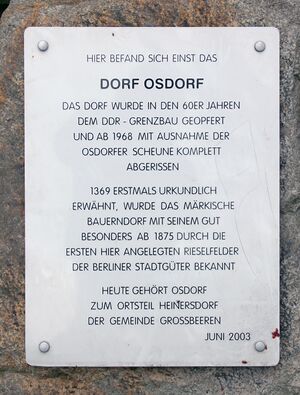 HIER BEFAND SICH EINST DAS
DORF OSDORF
DAS DORF WURDE IN DEN 60ER JAHREN
DEM DDR - GRENZBAU GEOPFERT
UND AB 1968 MIT AUSNAHME DER
OSDORFER SCHEUNE KOMPLETT
ABGERISSEN
1369 ERSTMALS URKUNDLICH
ERWÄHNT, WURDE DAS MÄRKISCHE
BAUERNDORF MIT SEINEM GUT
BESONDERS AB 1875 DURCH DIE
ERSTEN HIER ANGELEGTEN RIESELFELDER
DER BERLINER STADTGÜTER BEKANNT
HEUTE GEHÖRT OSDORF
ZUM ORTSTEIL HEINERSDORF
DER GEMEINDE GROSSBEEREN
JUNI 2003